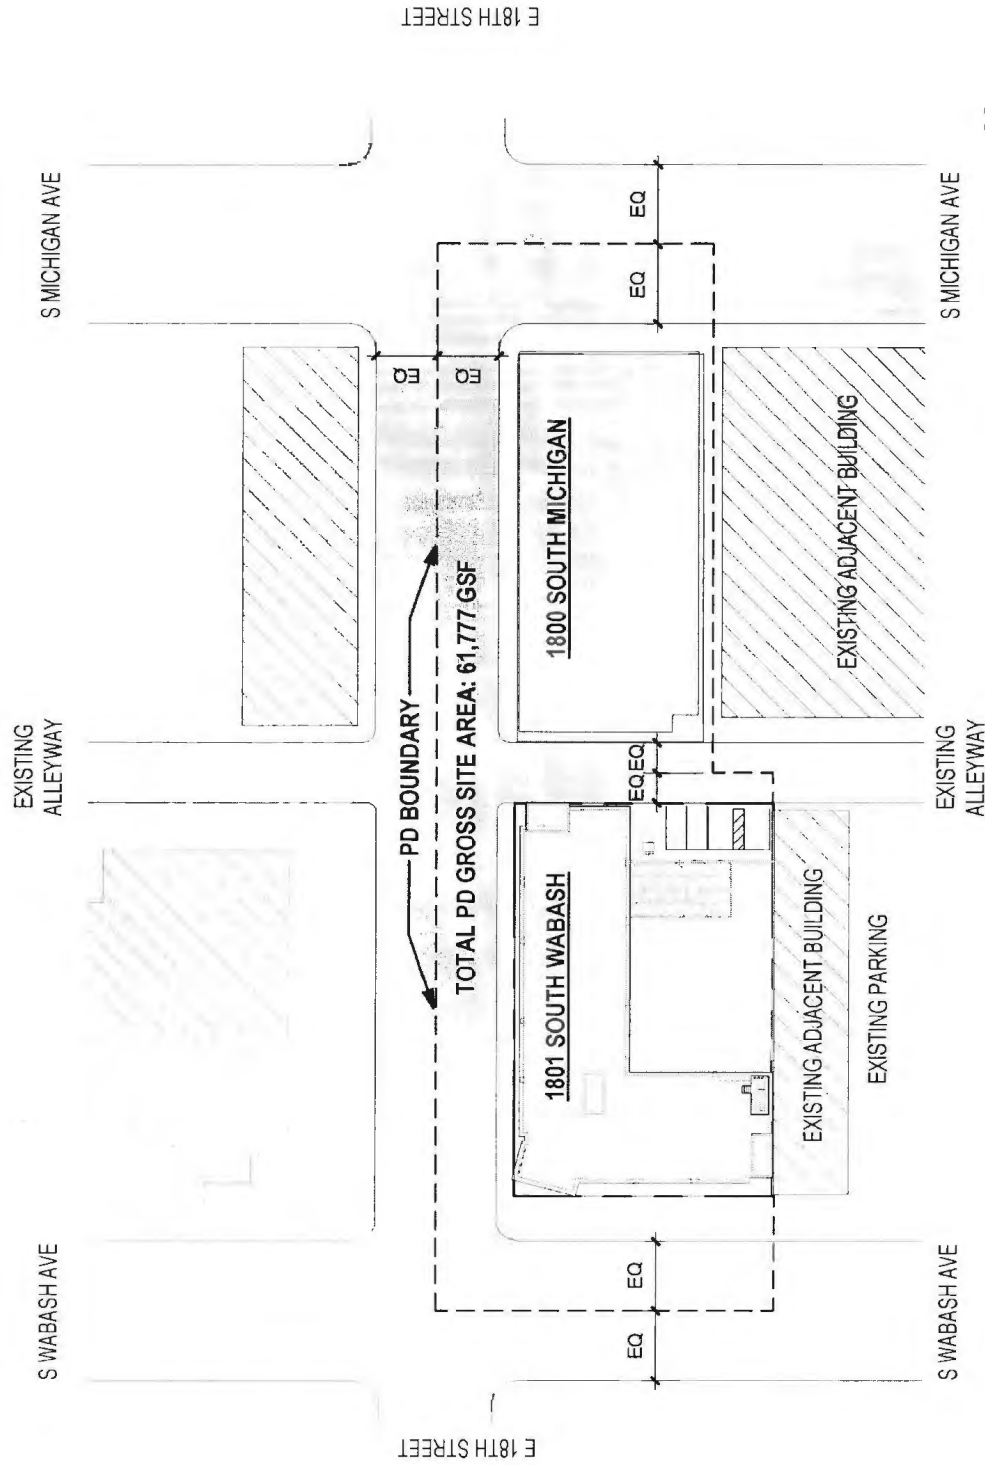 E 18TH STREET
S WABASH AVE
EXISTING
ALLEYWAY
S MICHIGAN AVE
E 18TH STREET
PD BOUNDARY
EQ
TOTAL PD GROSS SITE AREA: 61,777 GSF
EQ
1801 SOUTH WABASH
1800 SOUTH MICHIGAN
EQ
EQ
EQ
EQ
EQ
EQ
EXISTING ADJACENT BUILDING
EXISTING ADJACENT BUILDING
EXISTING PARKING
S WABASH AVE
EXISTING
ALLEYWAY
S MICHIGAN AVE